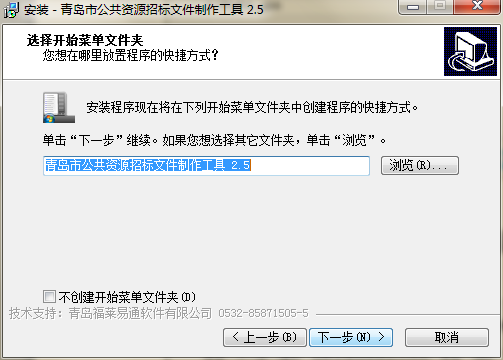 安装 - 青岛市公共资源招标文件制作工具 2.5
选择开始菜单文件夹
您想在哪里放置程序的快捷方式？
安装程序现在将在下列开始菜单文件夹中创建程序的快捷方式。
单击“下一步”继续。如果您想选择其它文件夹，单击“浏览”。
青岛市公共资源招标文件制作工具 2.5
浏览(R)...
不创建开始菜单文件夹(D)
技术支持：青岛福莱易通软件有限公司 0532-85871505-5
< 上一步(B)
下一步(N) >
取消